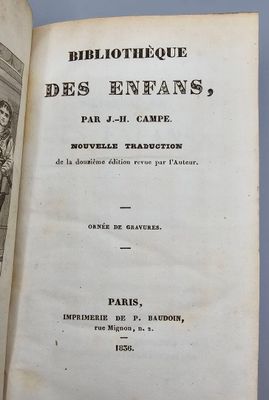 BIBLIOTHÈQUE
DES ENFANS,
PAR J.-H. CAMPE.
NOUVELLE TRADUCTION
de la douzième édition revue par l'Auteur.
ORNÉE DE GRAVURES.
PARIS,
IMPRIMERIE DE P. BAUDOIN,
rue Mignon, n. 2.
1836.